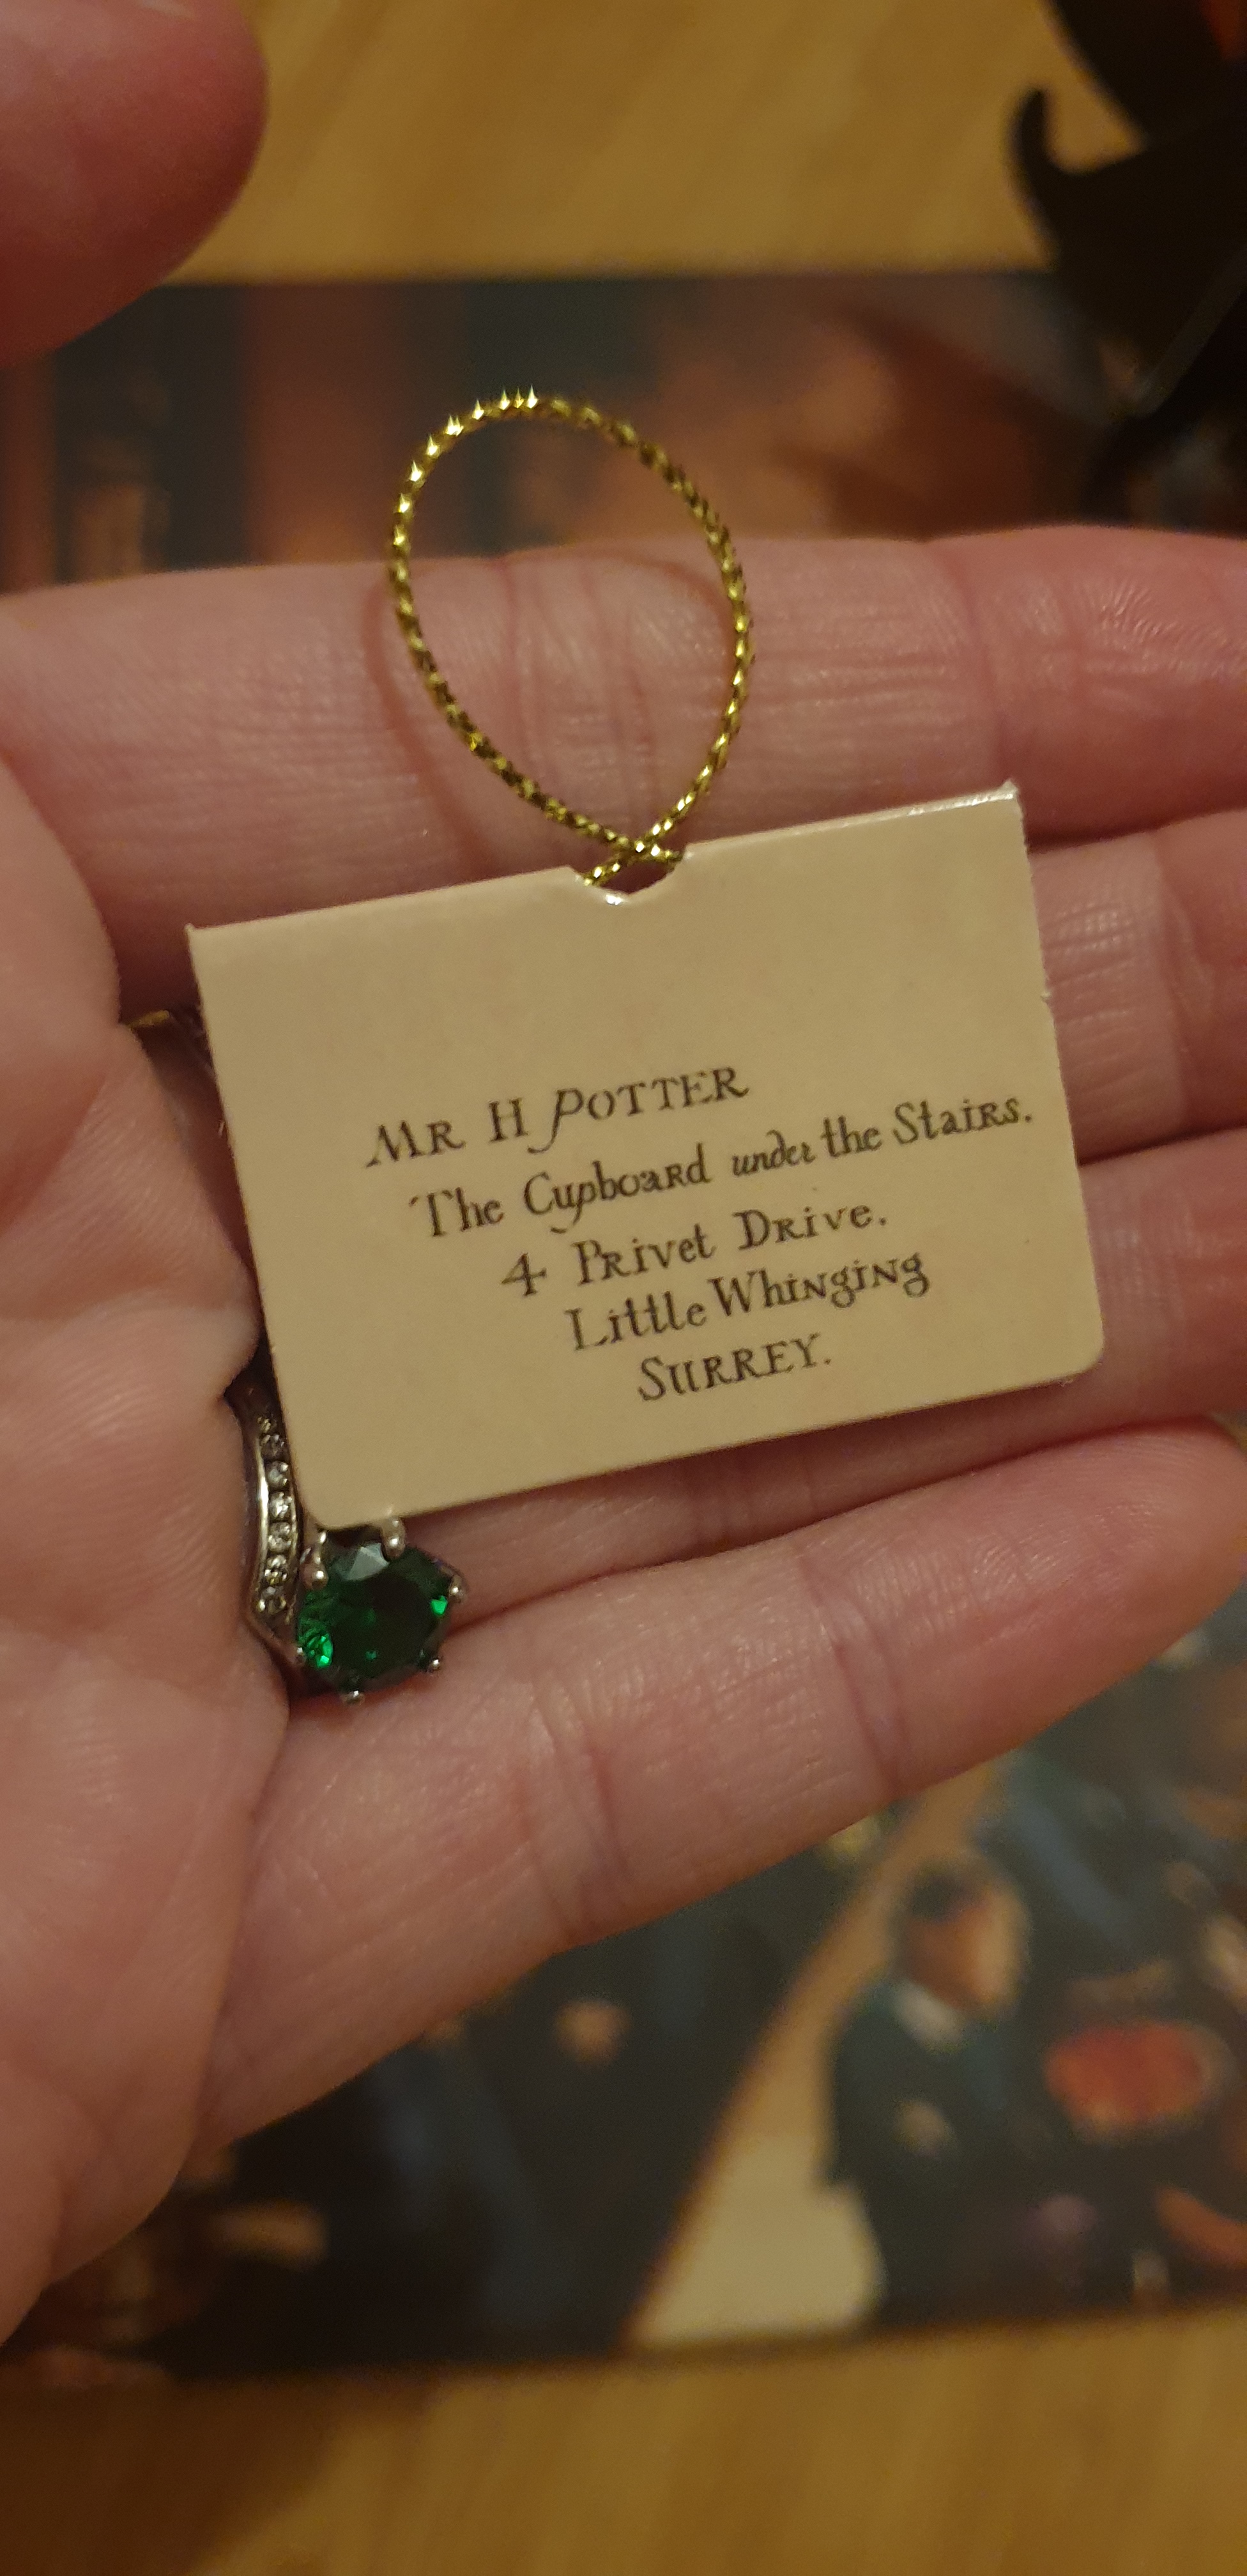 MR H POTTER
The Cupboard under the Stairs.
4 Privet Drive.
Little Whinging
SURREY.